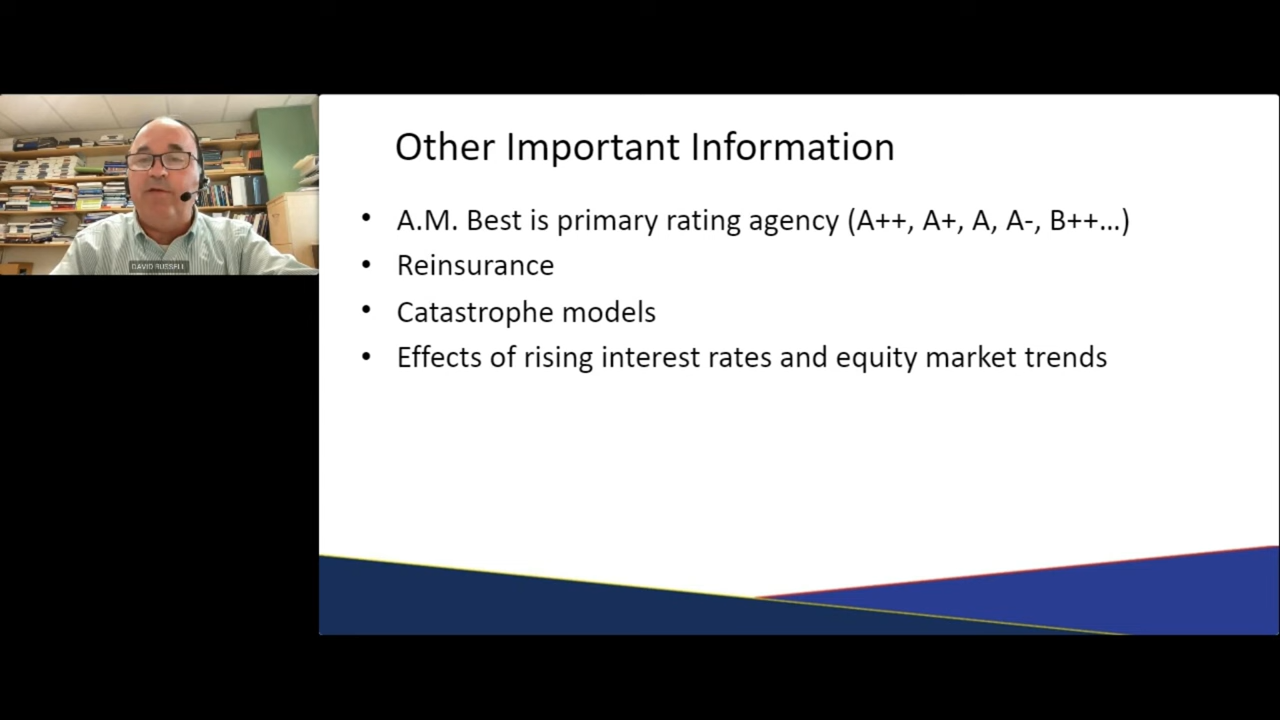 DAVID RUSSELL
Other Important Information
• A.M. Best is primary rating agency (A++, A+, A, A-, B++...)
• Reinsurance
• Catastrophe models
• Effects of rising interest rates and equity market trends